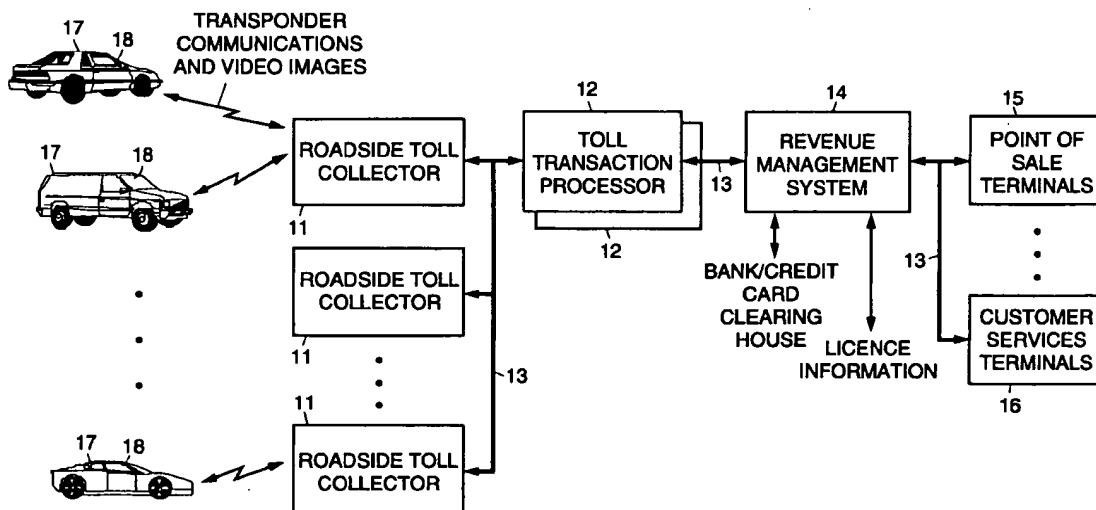 17
18
TRANSPONDER
COMMUNICATIONS
AND VIDEO IMAGES
17
18
ROADSIDE TOLL
COLLECTOR
11
ROADSIDE TOLL
COLLECTOR
11
11
ROADSIDE TOLL
COLLECTOR
17
18
13
12
TOLL
TRANSACTION
PROCESSOR
12
13
14
REVENUE
MANAGEMENT
SYSTEM
BANK/CREDIT
CARD
CLEARING
HOUSE
LICENCE
INFORMATION
13
15
POINT OF
SALE
TERMINALS
CUSTOMER
SERVICES
TERMINALS
16